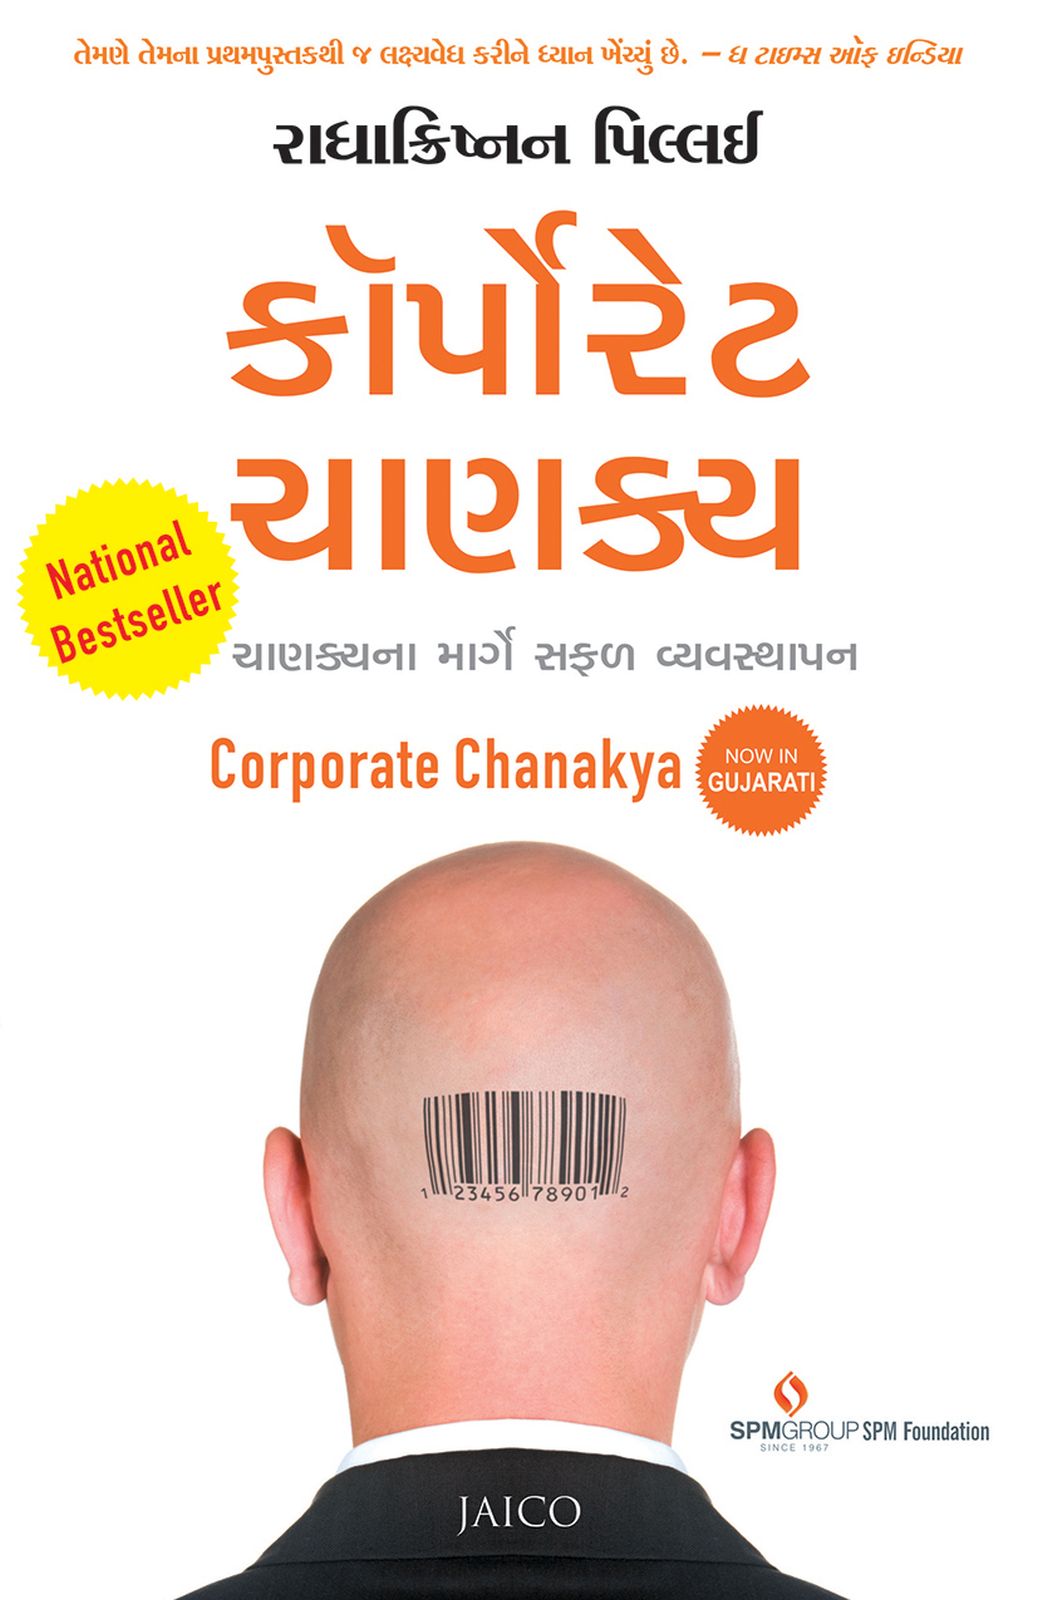 તેમણે તેમના પ્રથમપુસ્તકથી જ લક્ષ્યવેધ કરીને ધ્યાન ખેંચ્યું છે. – ધ ટાઇમ્સ ઑફ ઇન્ડિયા
રાધાક્રિષ્નન પિલ્લઈ
કૉર્પોરેટ
ચાણક્ય
National
Bestseller
ચાણક્યના માર્ગે સફળ વ્યવસ્થાપન
Corporate Chanakya
NOW IN
GUJARATI
1 23456 78901 2
SPMGROUP SPM Foundation
SINCE 1967
JAICO